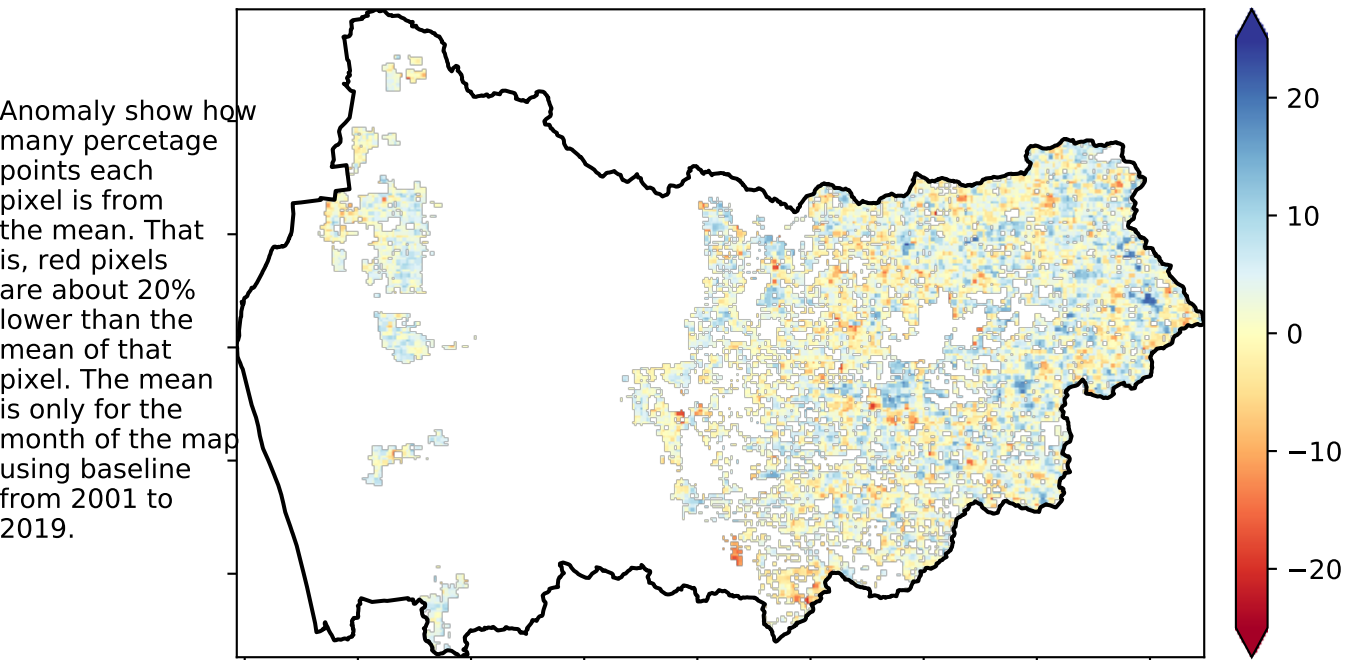 Anomaly show how
many percetage
points each
pixel is from
the mean. That
is, red pixels
are about 20%
lower than the
mean of that
pixel. The mean
is only for the
month of the map
using baseline
from 2001 to
2019.
20
10
0
−10
−20